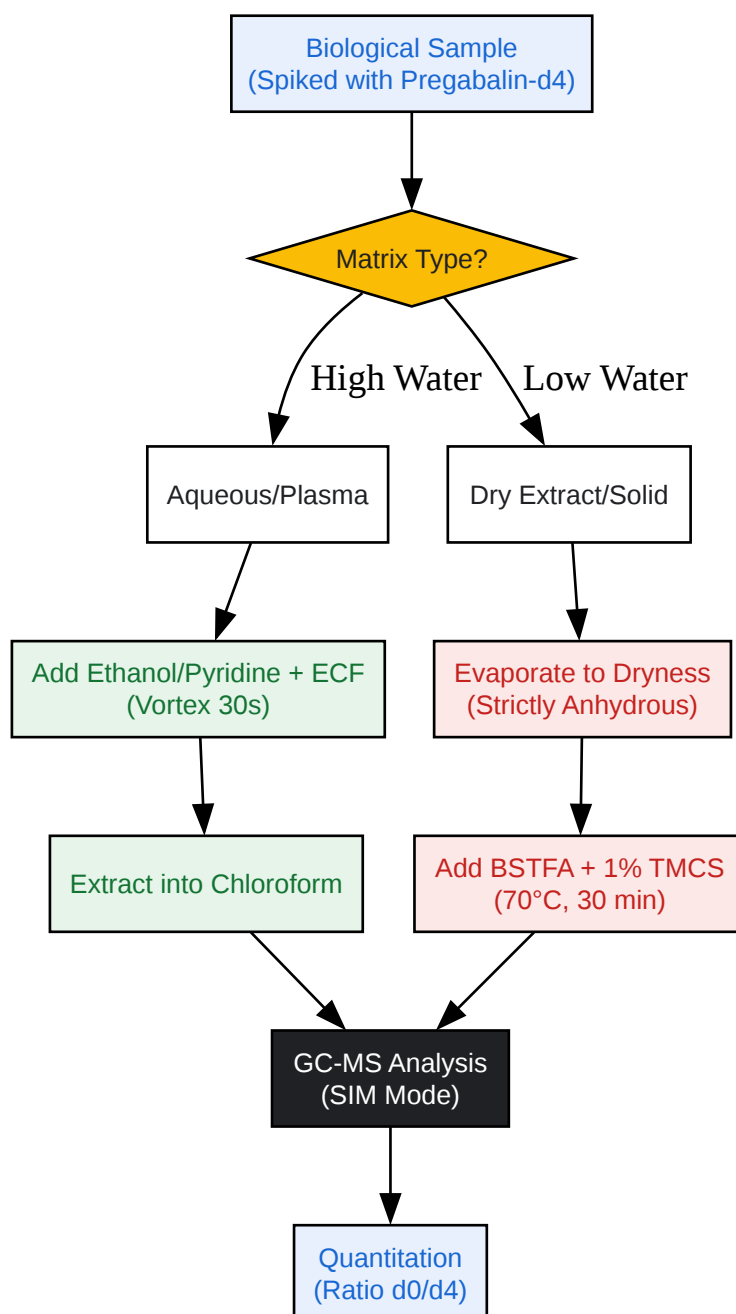 Biological Sample
(Spiked with Pregabalin-d4)
Matrix Type?
High Water
Low Water
Aqueous/Plasma
Dry Extract/Solid
Add Ethanol/Pyridine + ECF
(Vortex 30s)
Evaporate to Dryness
(Strictly Anhydrous)
Extract into Chloroform
Add BSTFA + 1% TMCS
(70°C, 30 min)
GC-MS Analysis
(SIM Mode)
Quantitation
(Ratio d0/d4)